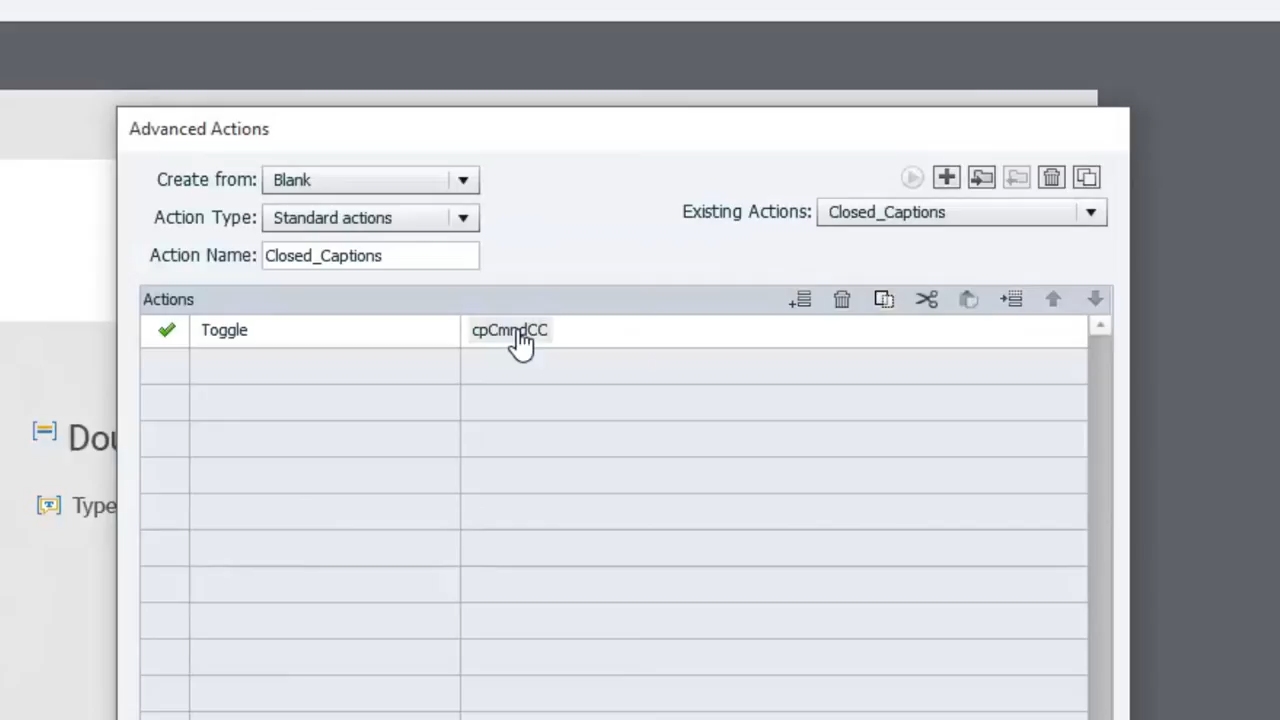 Advanced Actions
Create from: Blank
Action Type: Standard actions
Existing Actions: Closed_Captions
Action Name: Closed_Captions
Actions
Toggle cpCmndCC
Dou
Type